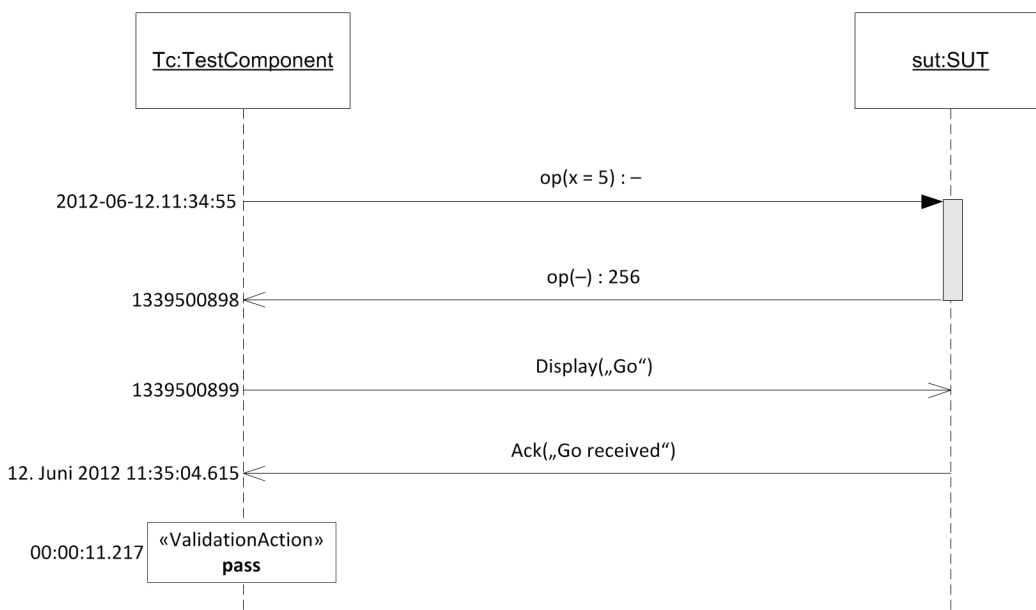 Tc:TestComponent
sut:SUT
op(x = 5) : –
2012-06-12.11:34:55
op(–) : 256
1339500898
Display(„Go“)
1339500899
Ack(„Go received“)
12. Juni 2012 11:35:04.615
«ValidationAction»
00:00:11.217
pass